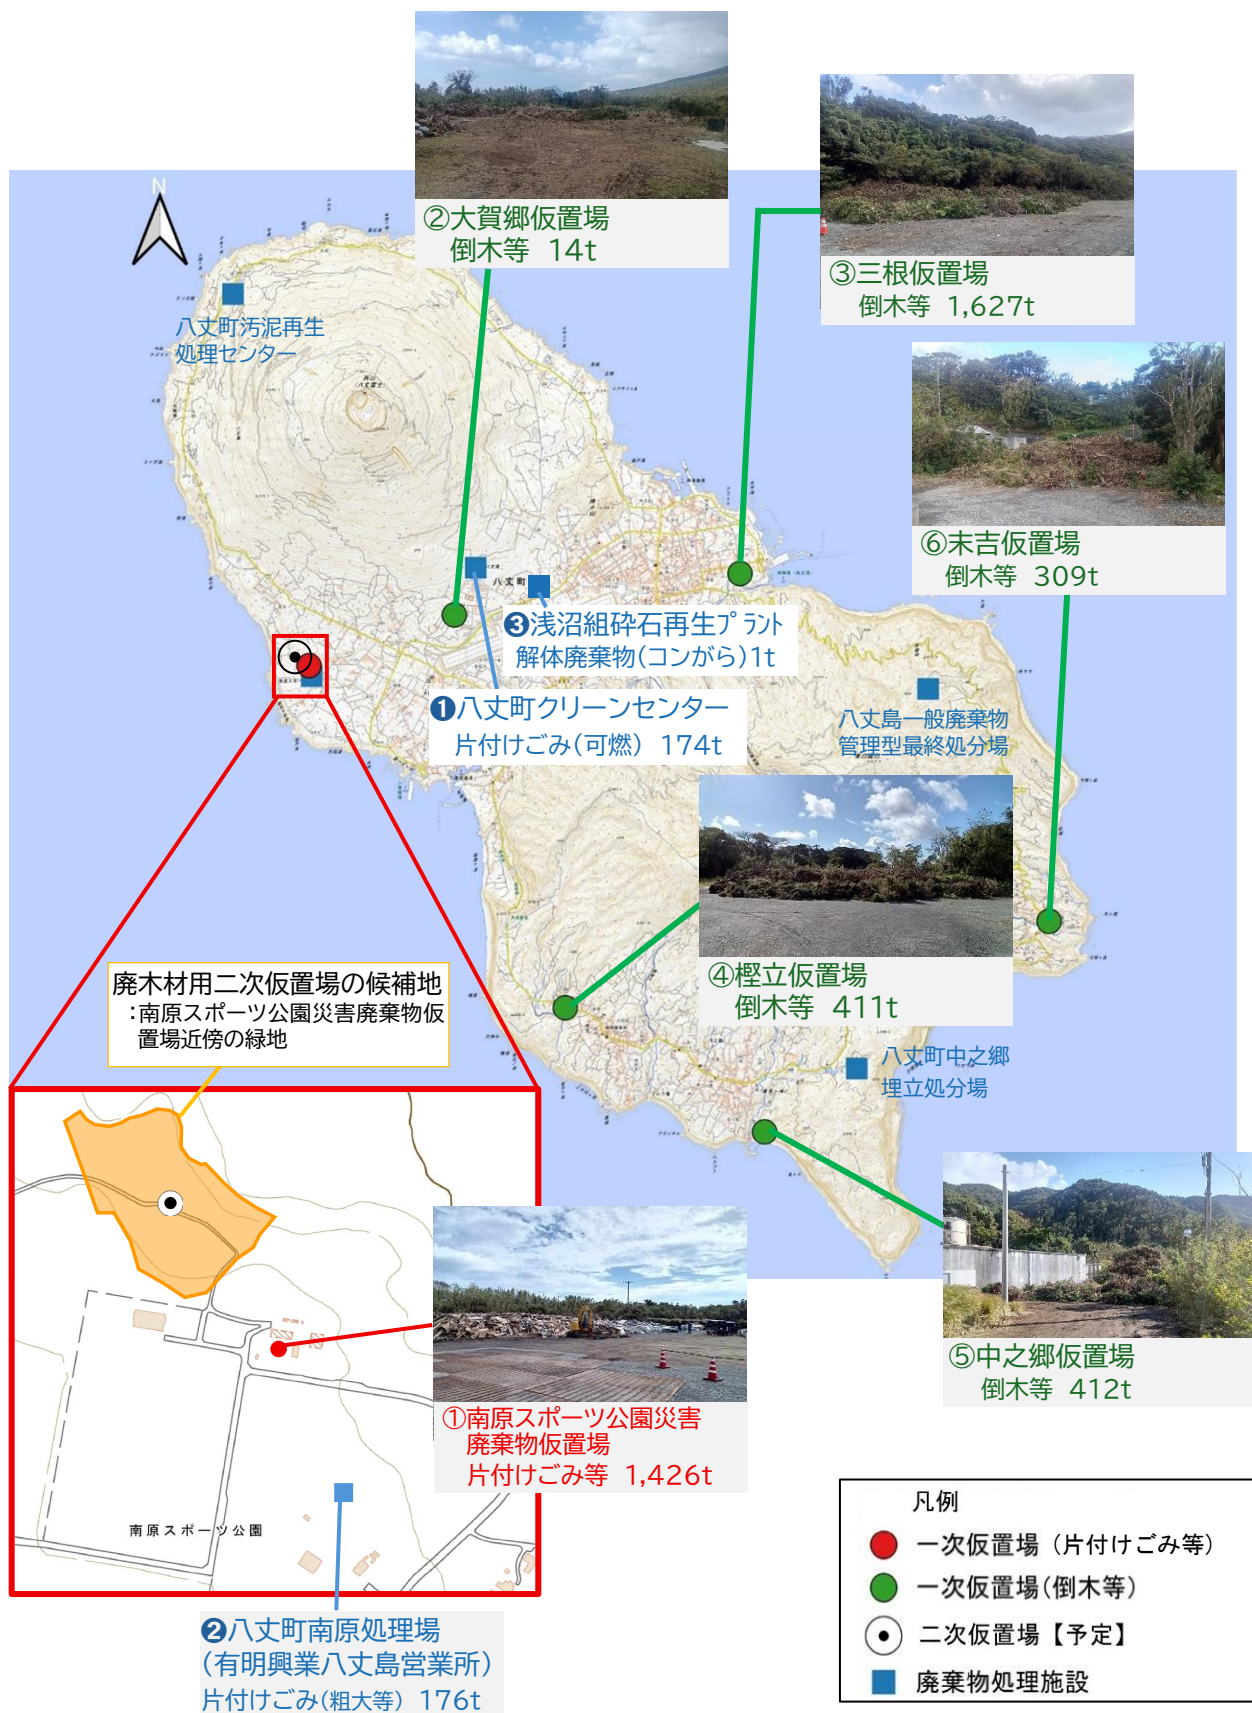 N
②大賀郷仮置場
倒木等 14t
③三根仮置場
倒木等 1,627t
八丈町汚泥再生
処理センター
⑥末吉仮置場
倒木等 309t
八丈町
❸浅沼組砕石再生プラント
解体廃棄物(コンがら)1t
❶八丈町クリーンセンター
片付けごみ(可燃) 174t
八丈島一般廃棄物
管理型最終処分場
④樫立仮置場
倒木等 411t
廃木材用二次仮置場の候補地
:南原スポーツ公園災害廃棄物仮
置場近傍の緑地
八丈町中之郷
埋立処分場
⑤中之郷仮置場
倒木等 412t
①南原スポーツ公園災害
廃棄物仮置場
片付けごみ等 1,426t
南原スポーツ公園
❷八丈町南原処理場
(有明興業八丈島営業所)
片付けごみ(粗大等) 176t
凡例
一次仮置場(片付けごみ等)
一次仮置場(倒木等)
二次仮置場【予定】
廃棄物処理施設